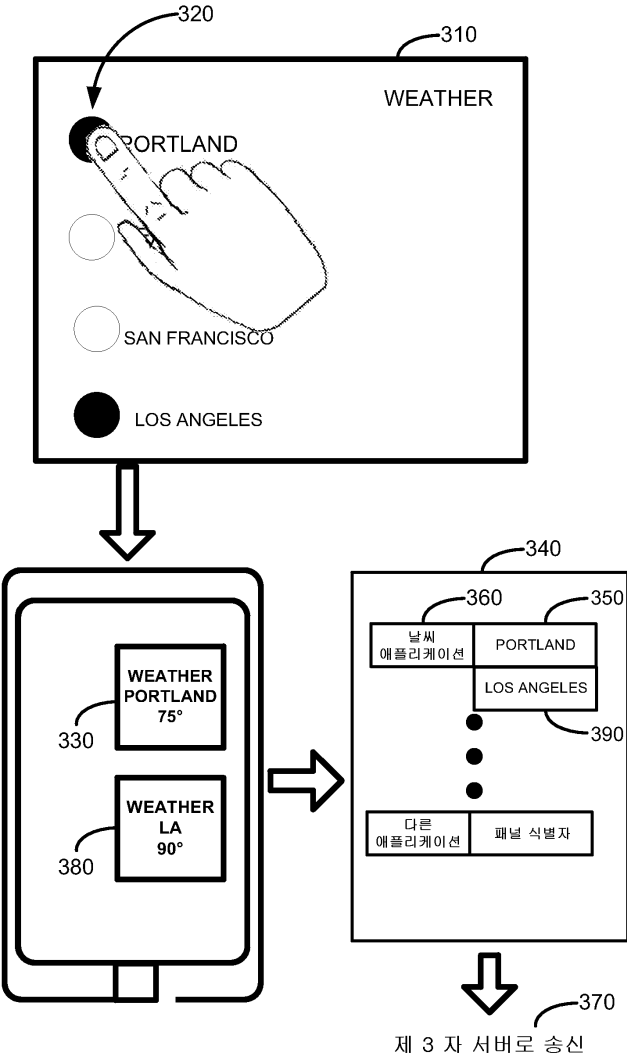 320
310
WEATHER
PORTLAND
SAN FRANCISCO
LOS ANGELES
340
360
350
날씨
애플리케이션
PORTLAND
LOS ANGELES
390
WEATHER
PORTLAND
75°
330
WEATHER
LA
90°
380
다른
애플리케이션
패널 식별자
370
제 3 자 서버로 송신